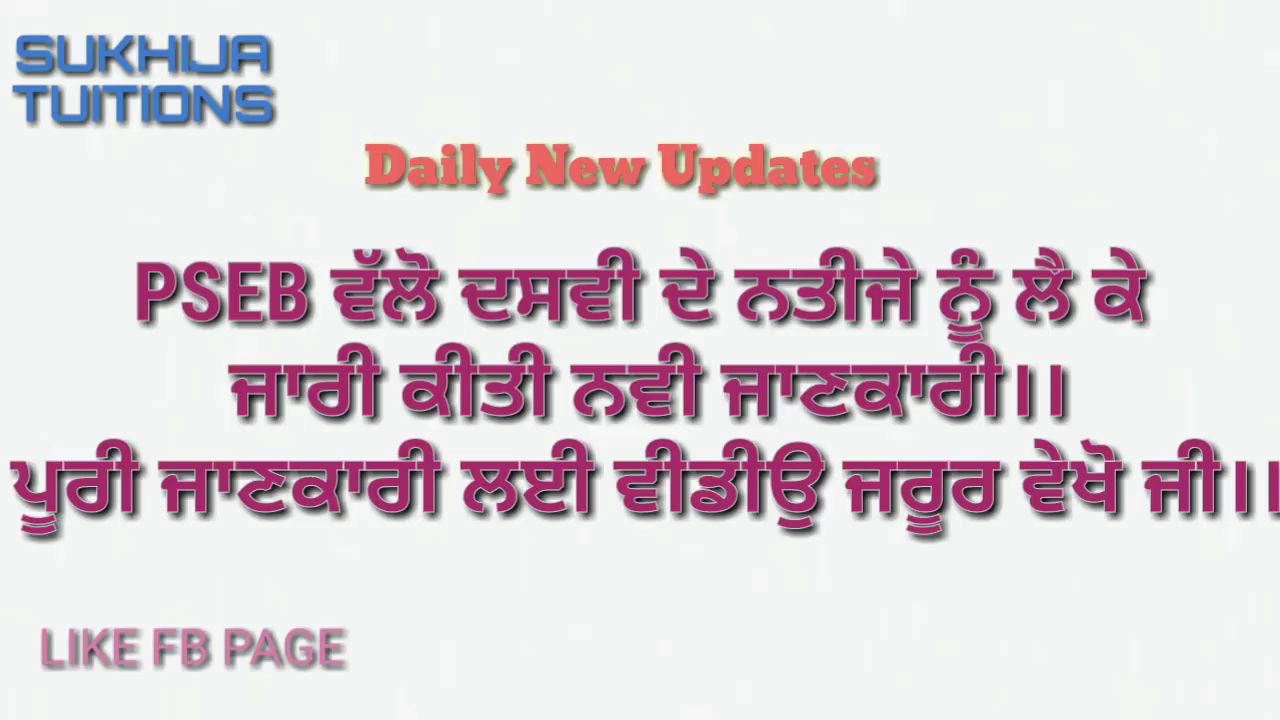 SUKHIJA
TUITIONS
Daily New Updates
PSEB ਵੱਲੋ ਦਸਵੀ ਦੇ ਨਤੀਜੇ ਨੂੰ ਲੈ ਕੇ
ਜਾਰੀ ਕੀਤੀ ਨਵੀ ਜਾਣਕਾਰੀ।।
ਪੂਰੀ ਜਾਣਕਾਰੀ ਲਈ ਵੀਡੀਉ ਜਰੂਰ ਵੇਖੋ ਜੀ।।
LIKE FB PAGE